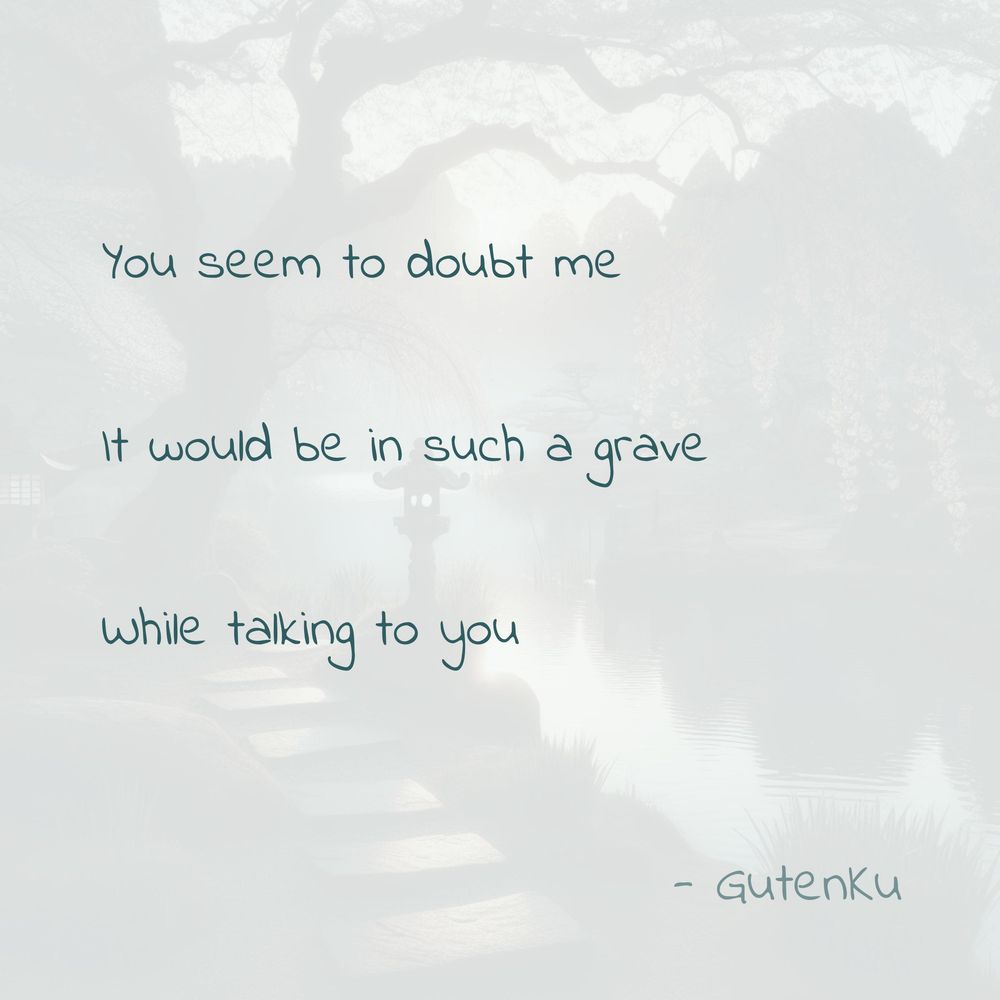 You seem to doubt me
It would be in such a grave
while talking to you
- GutenKu